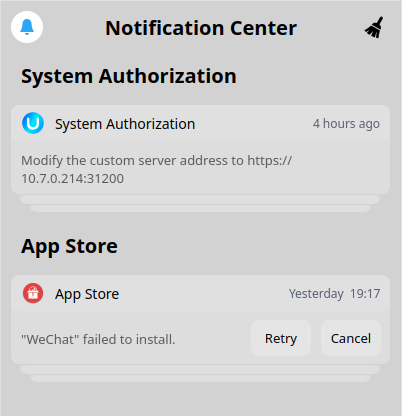 Notification Center
System Authorization
System Authorization 4 hours ago
Modify the custom server address to https://
10.7.0.214:31200
App Store
App Store Yesterday 19:17
"WeChat" failed to install. Retry Cancel